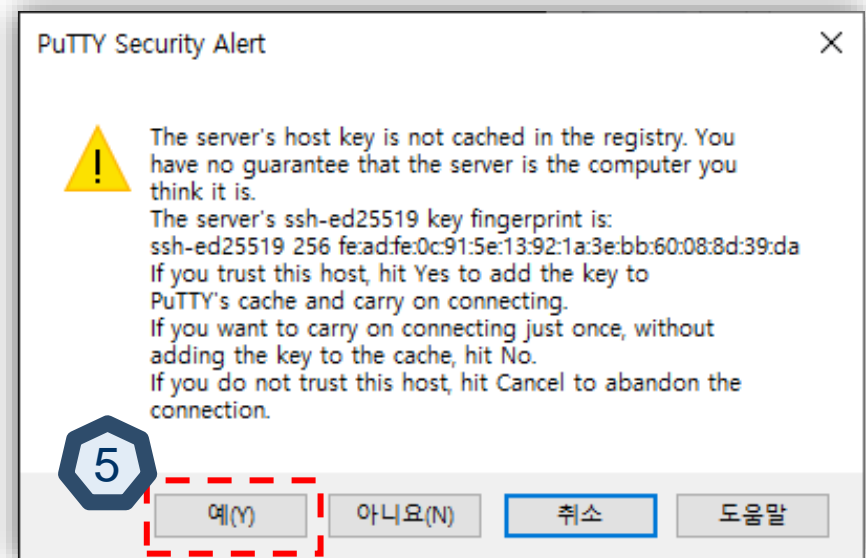 PuTTY Security Alert
The server's host key is not cached in the registry. You
have no guarantee that the server is the computer you
think it is.
The server's ssh-ed25519 key fingerprint is:
ssh-ed25519 256 fe:ad:fe:0c:91:5e:13:92:1a:3e:bb:60:08:8d:39:da
If you trust this host, hit Yes to add the key to
PuTTY's cache and carry on connecting.
If you want to carry on connecting just once, without
adding the key to the cache, hit No.
If you do not trust this host, hit Cancel to abandon the
connection.
5
예(Y) 아니요(N) 취소 도움말